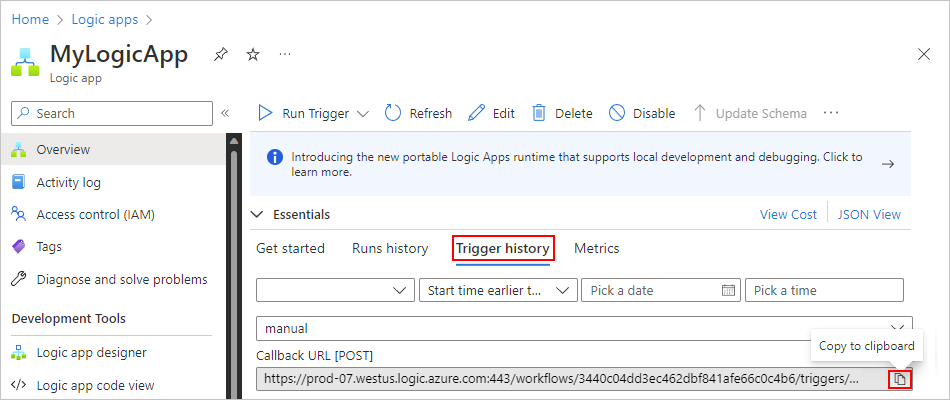 Home > Logic apps >
MyLogicApp
Logic app
Search
Run Trigger Refresh Edit Delete Disable Update Schema
Overview
Activity log
Access control (IAM)
Tags
Diagnose and solve problems
Development Tools
Logic app designer
Logic app code view
Introducing the new portable Logic Apps runtime that supports local development and debugging. Click to
learn more.
Essentials
View Cost JSON View
Get started Runs history Trigger history Metrics
Start time earlier t... Pick a date Pick a time
manual
Copy to clipboard
Callback URL [POST]
https://prod-07.westus.logic.azure.com:443/workflows/3440c04dd3ec462dbf841afe66c0c4b6/triggers/...